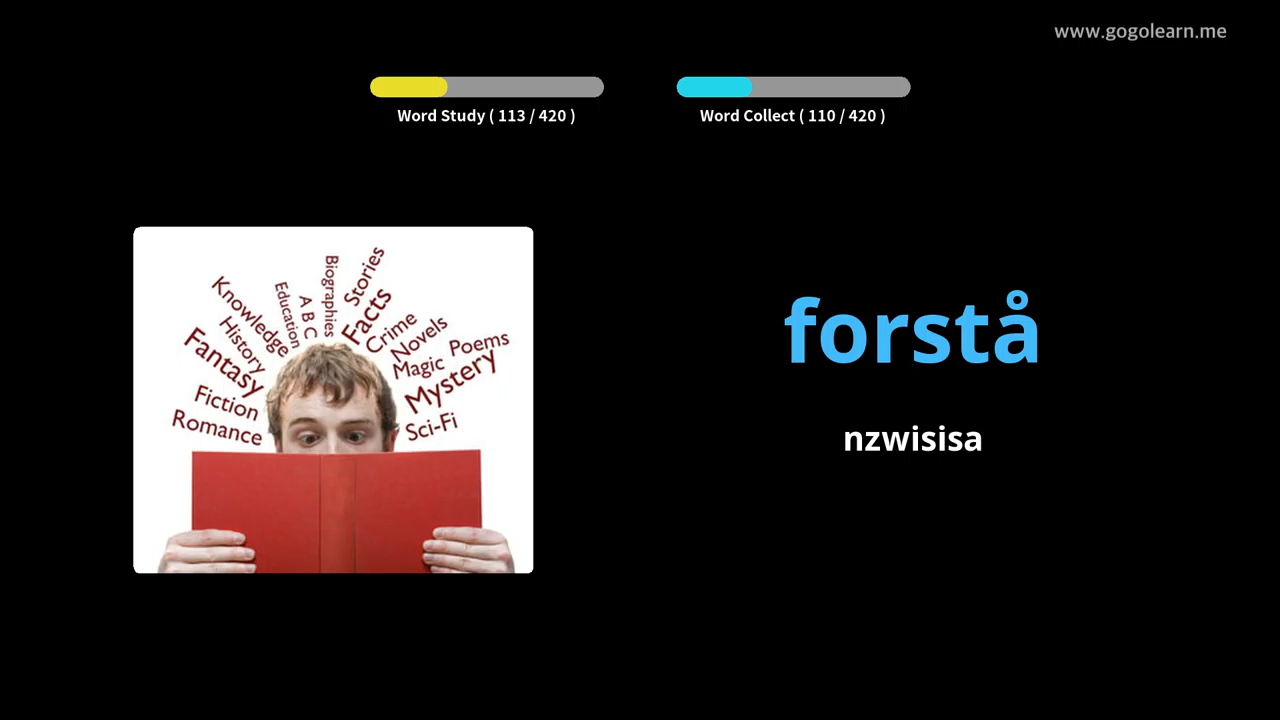 www.gogolearn.me
Word Study ( 113 / 420 )
Word Collect ( 110 / 420 )
Knowledge
Education
A B C
Biographies
Stories
Facts
Crime
Novels
Poems
Magic
Mystery
Sci-Fi
History
Fantasy
Fiction
Romance
forstå
nzwisisa